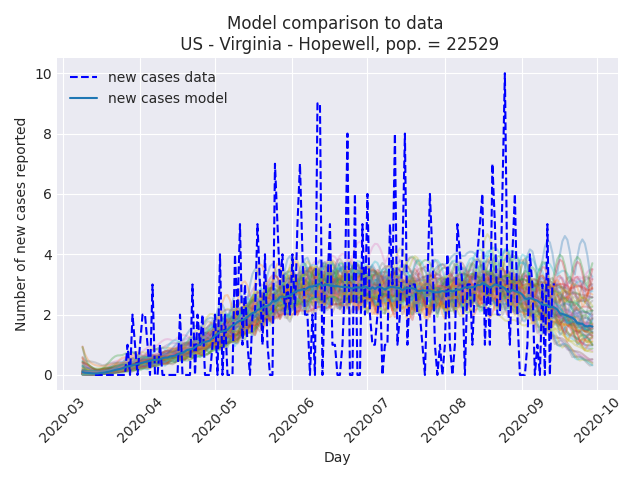 Model comparison to data
US - Virginia - Hopewell, pop. = 22529
new cases data
new cases model
10
8
6
4
2
0
Number of new cases reported
2020-03
2020-04
2020-05
2020-06
2020-07
2020-08
2020-09
2020-10
Day